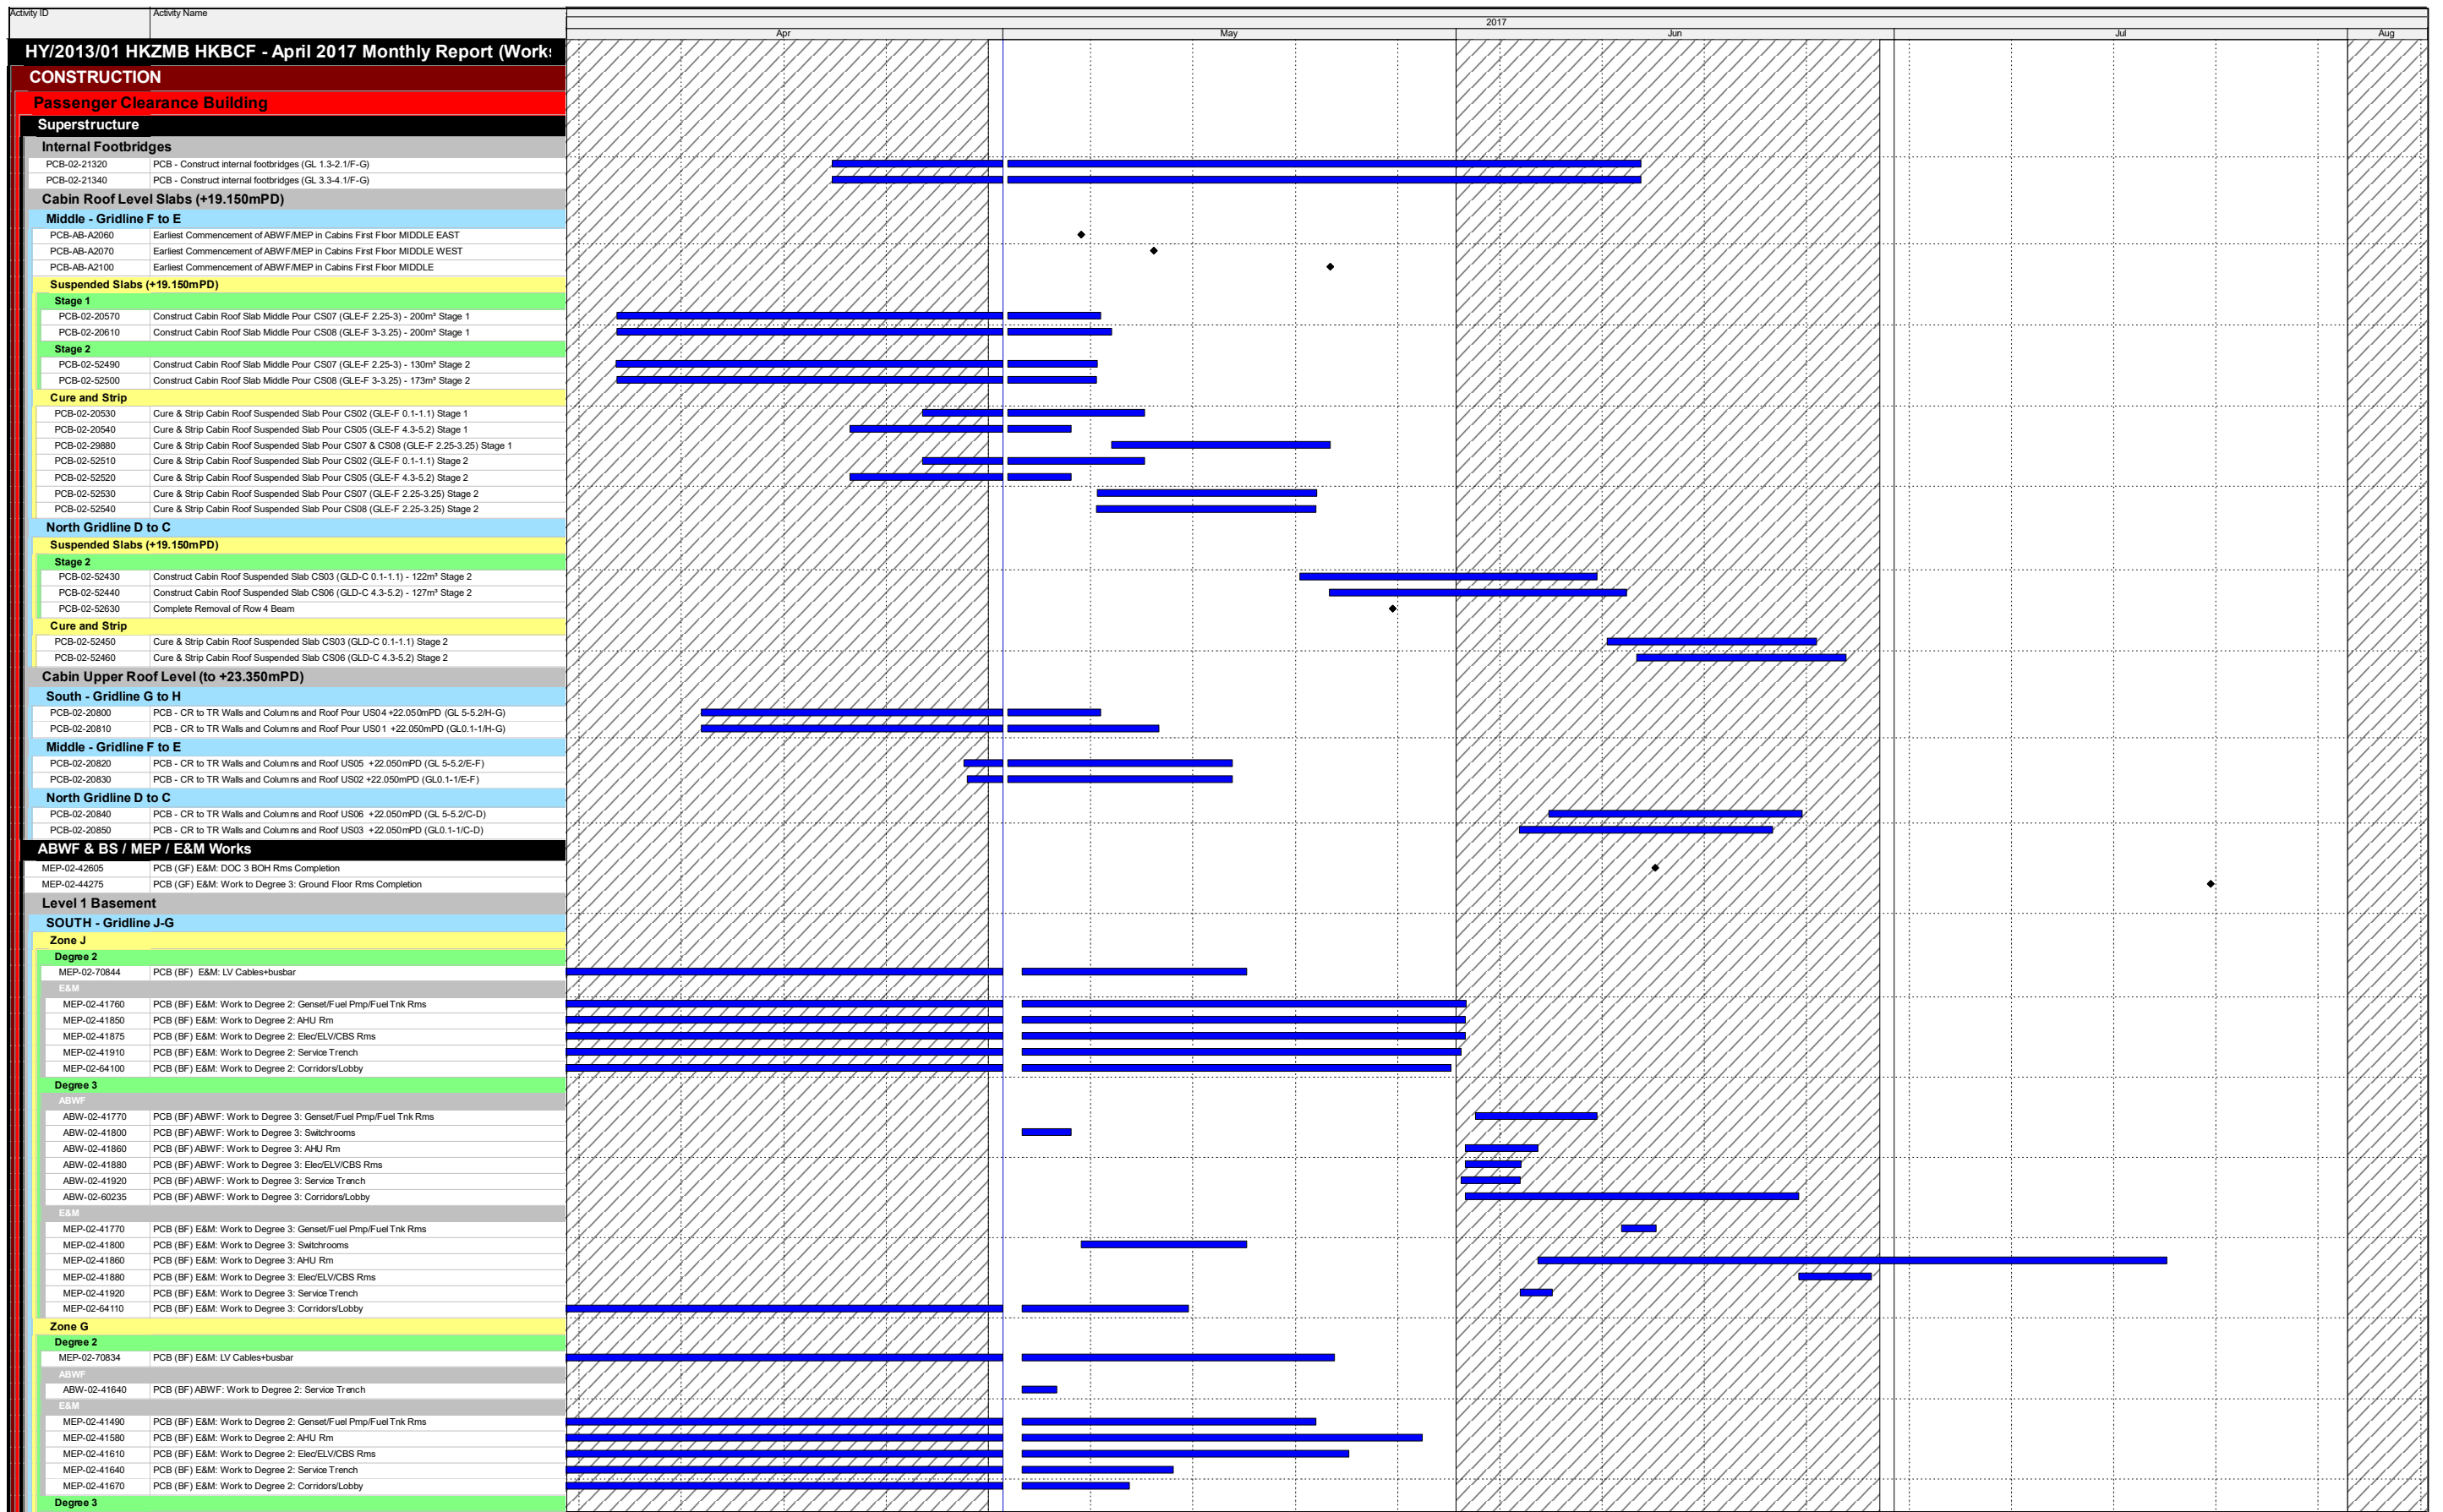 Activity ID Activity Name
2017
Apr May Jun Jul Aug
HY/2013/01 HKZMB HKBCF - April 2017 Monthly Report (Works
CONSTRUCTION
Passenger Clearance Building
Superstructure
Internal Footbridges
PCB-02-21320 PCB - Construct internal footbridges (GL 1.3-2.1/F-G)
PCB-02-21340 PCB - Construct internal footbridges (GL 3.3-4.1/F-G)
Cabin Roof Level Slabs (+19.150mPD)
Middle - Gridline F to E
PCB-AB-A2060 Earliest Commencement of ABWF/MEP in Cabins First Floor MIDDLE EAST
PCB-AB-A2070 Earliest Commencement of ABWF/MEP in Cabins First Floor MIDDLE WEST
PCB-AB-A2100 Earliest Commencement of ABWF/MEP in Cabins First Floor MIDDLE
Suspended Slabs (+19.150mPD)
Stage 1
PCB-02-20570 Construct Cabin Roof Slab Middle Pour CS07 (GLE-F 2.25-3) - 200m³ Stage 1
PCB-02-20610 Construct Cabin Roof Slab Middle Pour CS08 (GLE-F 3-3.25) - 200m³ Stage 1
Stage 2
PCB-02-52490 Construct Cabin Roof Slab Middle Pour CS07 (GLE-F 2.25-3) - 130m³ Stage 2
PCB-02-52500 Construct Cabin Roof Slab Middle Pour CS08 (GLE-F 3-3.25) - 173m³ Stage 2
Cure and Strip
PCB-02-20530 Cure & Strip Cabin Roof Suspended Slab Pour CS02 (GLE-F 0.1-1.1) Stage 1
PCB-02-20540 Cure & Strip Cabin Roof Suspended Slab Pour CS05 (GLE-F 4.3-5.2) Stage 1
PCB-02-29880 Cure & Strip Cabin Roof Suspended Slab Pour CS07 & CS08 (GLE-F 2.25-3.25) Stage 1
PCB-02-52510 Cure & Strip Cabin Roof Suspended Slab Pour CS02 (GLE-F 0.1-1.1) Stage 2
PCB-02-52520 Cure & Strip Cabin Roof Suspended Slab Pour CS05 (GLE-F 4.3-5.2) Stage 2
PCB-02-52530 Cure & Strip Cabin Roof Suspended Slab Pour CS07 (GLE-F 2.25-3.25) Stage 2
PCB-02-52540 Cure & Strip Cabin Roof Suspended Slab Pour CS08 (GLE-F 2.25-3.25) Stage 2
North Gridline D to C
Suspended Slabs (+19.150mPD)
Stage 2
PCB-02-52430 Construct Cabin Roof Suspended Slab CS03 (GLD-C 0.1-1.1) - 122m³ Stage 2
PCB-02-52440 Construct Cabin Roof Suspended Slab CS06 (GLD-C 4.3-5.2) - 127m³ Stage 2
PCB-02-52630 Complete Removal of Row 4 Beam
Cure and Strip
PCB-02-52450 Cure & Strip Cabin Roof Suspended Slab CS03 (GLD-C 0.1-1.1) Stage 2
PCB-02-52460 Cure & Strip Cabin Roof Suspended Slab CS06 (GLD-C 4.3-5.2) Stage 2
Cabin Upper Roof Level (to +23.350mPD)
South - Gridline G to H
PCB-02-20800 PCB - CR to TR Walls and Columns and Roof Pour US04 +22.050mPD (GL 5-5.2/H-G)
PCB-02-20810 PCB - CR to TR Walls and Columns and Roof Pour US01 +22.050mPD (GL0.1-1/H-G)
Middle - Gridline F to E
PCB-02-20820 PCB - CR to TR Walls and Columns and Roof US05 +22.050mPD (GL 5-5.2/E-F)
PCB-02-20830 PCB - CR to TR Walls and Columns and Roof US02 +22.050mPD (GL0.1-1/E-F)
North Gridline D to C
PCB-02-20840 PCB - CR to TR Walls and Columns and Roof US06 +22.050mPD (GL 5-5.2/C-D)
PCB-02-20850 PCB - CR to TR Walls and Columns and Roof US03 +22.050mPD (GL0.1-1/C-D)
ABWF & BS / MEP / E&M Works
MEP-02-42605 PCB (GF) E&M: DOC 3 BOH Rms Completion
MEP-02-44275 PCB (GF) E&M: Work to Degree 3: Ground Floor Rms Completion
Level 1 Basement
SOUTH - Gridline J-G
Zone J
Degree 2
MEP-02-70844 PCB (BF) E&M: LV Cables+busbar
E&M
MEP-02-41760 PCB (BF) E&M: Work to Degree 2: Genset/Fuel Pmp/Fuel Tnk Rms
MEP-02-41850 PCB (BF) E&M: Work to Degree 2: AHU Rm
MEP-02-41875 PCB (BF) E&M: Work to Degree 2: Elec/ELV/CBS Rms
MEP-02-41910 PCB (BF) E&M: Work to Degree 2: Service Trench
MEP-02-64100 PCB (BF) E&M: Work to Degree 2: Corridors/Lobby
Degree 3
ABWF
ABW-02-41770 PCB (BF) ABWF: Work to Degree 3: Genset/Fuel Pmp/Fuel Tnk Rms
ABW-02-41800 PCB (BF) ABWF: Work to Degree 3: Switchrooms
ABW-02-41860 PCB (BF) ABWF: Work to Degree 3: AHU Rm
ABW-02-41880 PCB (BF) ABWF: Work to Degree 3: Elec/ELV/CBS Rms
ABW-02-41920 PCB (BF) ABWF: Work to Degree 3: Service Trench
ABW-02-60235 PCB (BF) ABWF: Work to Degree 3: Corridors/Lobby
E&M
MEP-02-41770 PCB (BF) E&M: Work to Degree 3: Genset/Fuel Pmp/Fuel Tnk Rms
MEP-02-41800 PCB (BF) E&M: Work to Degree 3: Switchrooms
MEP-02-41860 PCB (BF) E&M: Work to Degree 3: AHU Rm
MEP-02-41880 PCB (BF) E&M: Work to Degree 3: Elec/ELV/CBS Rms
MEP-02-41920 PCB (BF) E&M: Work to Degree 3: Service Trench
MEP-02-64110 PCB (BF) E&M: Work to Degree 3: Corridors/Lobby
Zone G
Degree 2
MEP-02-70834 PCB (BF) E&M: LV Cables+busbar
ABWF
ABW-02-41640 PCB (BF) ABWF: Work to Degree 2: Service Trench
E&M
MEP-02-41490 PCB (BF) E&M: Work to Degree 2: Genset/Fuel Pmp/Fuel Tnk Rms
MEP-02-41580 PCB (BF) E&M: Work to Degree 2: AHU Rm
MEP-02-41610 PCB (BF) E&M: Work to Degree 2: Elec/ELV/CBS Rms
MEP-02-41640 PCB (BF) E&M: Work to Degree 2: Service Trench
MEP-02-41670 PCB (BF) E&M: Work to Degree 2: Corridors/Lobby
Degree 3